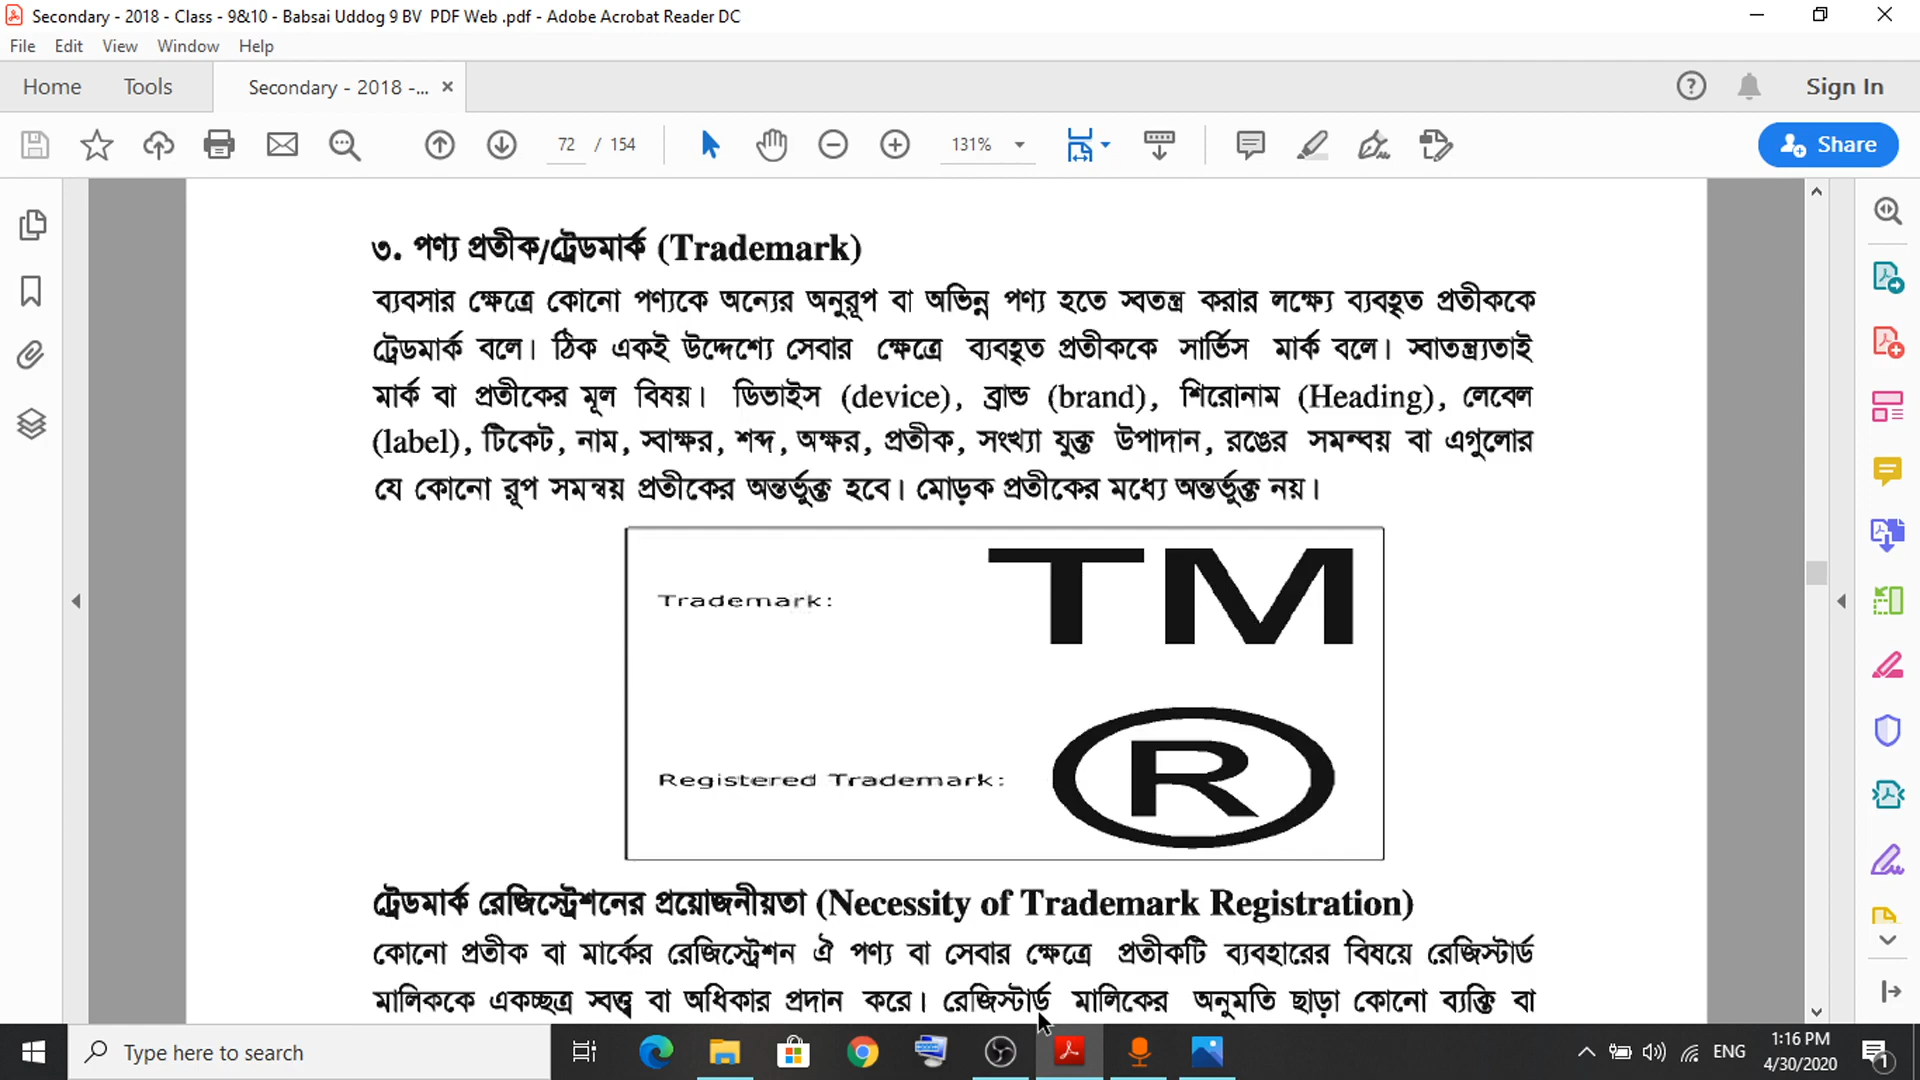 Secondary - 2018 - Class - 9&10 - Babsai Uddog 9 BV PDF Web .pdf - Adobe Acrobat Reader DC
File Edit View Window Help
Home Tools Secondary - 2018 -... × Sign In
72 / 154 131% Share
৩. পণ্য প্রতীক/ট্রেডমার্ক (Trademark)
ব্যবসার ক্ষেত্রে কোনো পণ্যকে অন্যের অনুরূপ বা অভিন্ন পণ্য হতে স্বতন্ত্র করার লক্ষ্যে ব্যবহৃত প্রতীককে
ট্রেডমার্ক বলে। ঠিক একই উদ্দেশ্যে সেবার ক্ষেত্রে ব্যবহৃত প্রতীককে সার্ভিস মার্ক বলে। স্বাতন্ত্র্যতাই
মার্ক বা প্রতীকের মূল বিষয়। ডিভাইস (device), ব্রান্ড (brand), শিরোনাম (Heading), লেবেল
(label), টিকেট, নাম, স্বাক্ষর, শব্দ, অক্ষর, প্রতীক, সংখ্যা যুক্ত উপাদান, রঙের সমন্বয় বা এগুলোর
যে কোনো রূপ সমন্বয় প্রতীকের অন্তর্ভুক্ত হবে। মোড়ক প্রতীকের মধ্যে অন্তর্ভুক্ত নয়।
Trademark: TM
Registered Trademark: ®
ট্রেডমার্ক রেজিস্ট্রেশনের প্রয়োজনীয়তা (Necessity of Trademark Registration)
কোনো প্রতীক বা মার্কের রেজিস্ট্রেশন ঐ পণ্য বা সেবার ক্ষেত্রে প্রতীকটি ব্যবহারের বিষয়ে রেজিস্টার্ড
মালিককে একচ্ছত্র স্বত্ত্ব বা অধিকার প্রদান করে। রেজিস্টার্ড মালিকের অনুমতি ছাড়া কোনো ব্যক্তি বা
Type here to search ENG 1:16 PM
4/30/2020 1